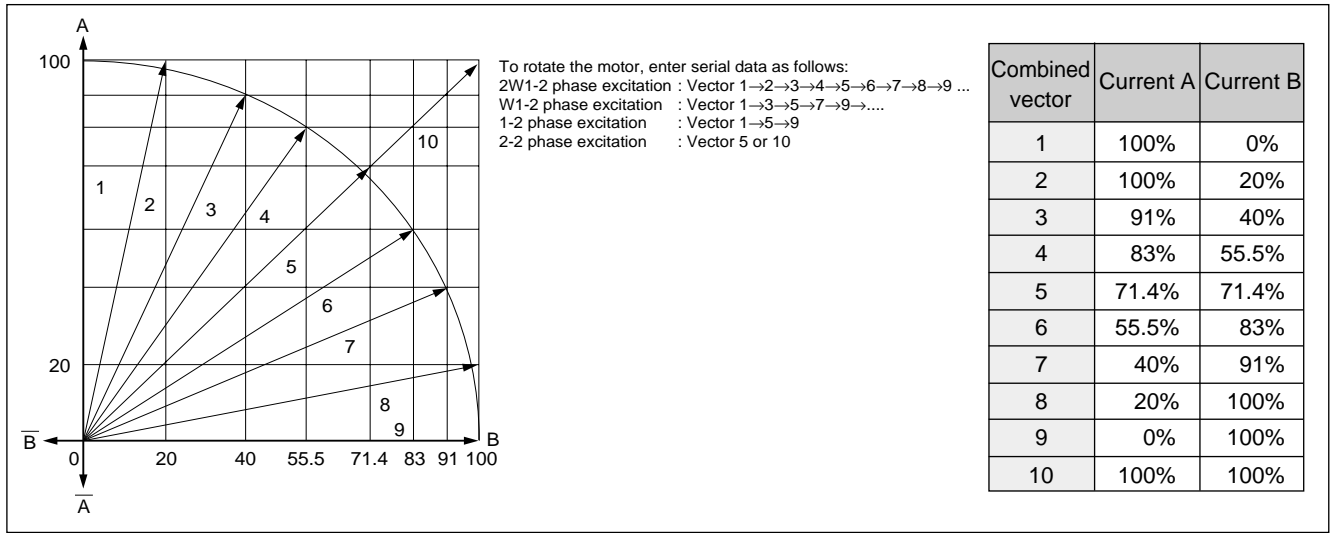 A
100
20
1
2
3
4
5
6
7
8
9
10
B̅
0
20 40 55.5 71.4 83 91 100
B
A̅
To rotate the motor, enter serial data as follows:
2W1-2 phase excitation : Vector 1→2→3→4→5→6→7→8→9 ...
W1-2 phase excitation : Vector 1→3→5→7→9→....
1-2 phase excitation : Vector 1→5→9
2-2 phase excitation : Vector 5 or 10
Combined vector Current A Current B
1 100% 0%
2 100% 20%
3 91% 40%
4 83% 55.5%
5 71.4% 71.4%
6 55.5% 83%
7 40% 91%
8 20% 100%
9 0% 100%
10 100% 100%